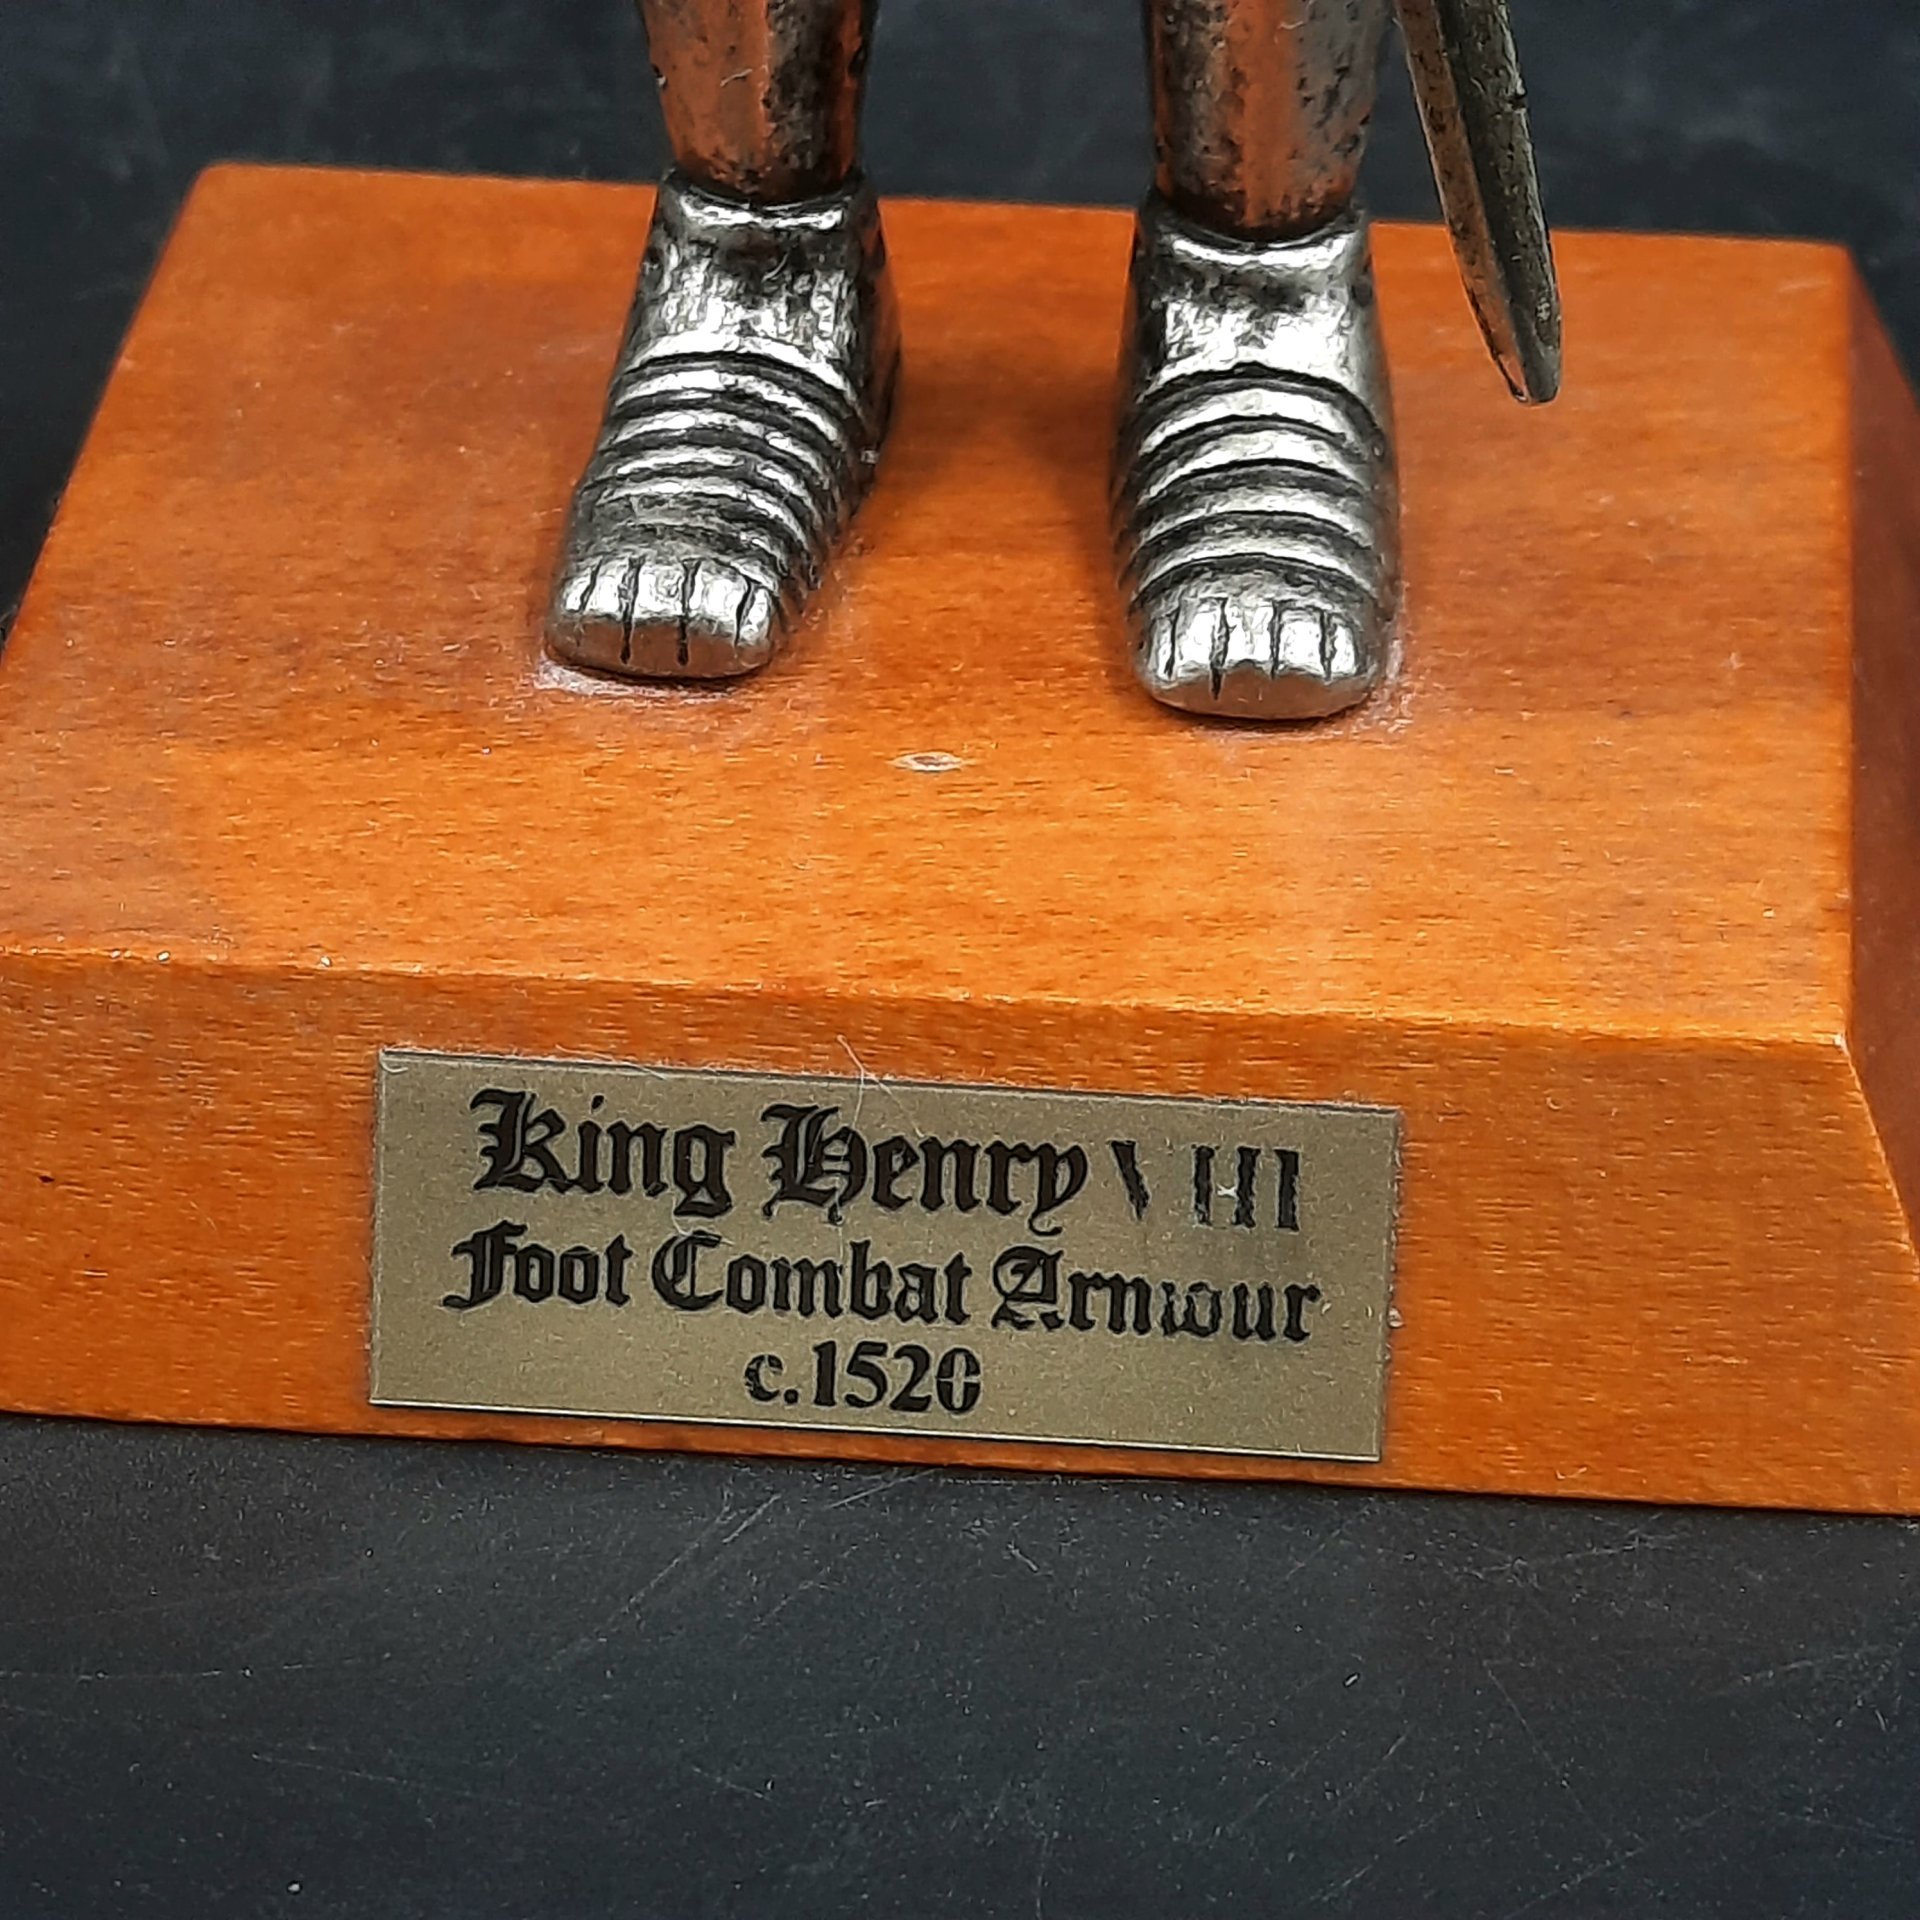 King Henry VIII
Foot Combat Armour
c.1520